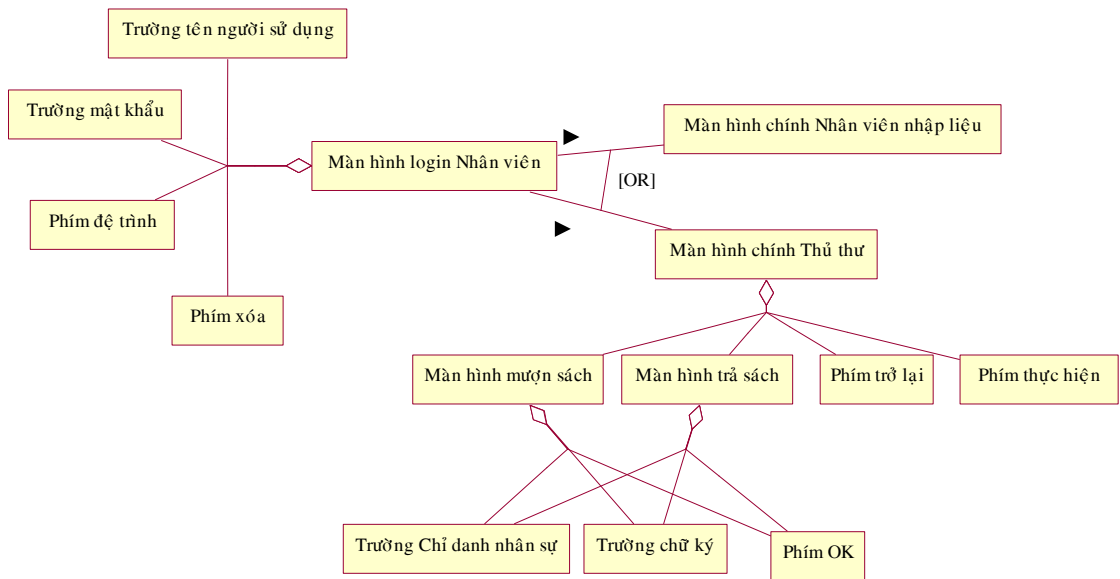 Trường tên người sử dụng
Trường mật khẩu
Màn hình chính Nhân viên nhập liệu
Màn hình login Nhân viên
[OR]
Phím đệ trình
Màn hình chính Thủ thư
Phím xóa
Màn hình mượn sách
Màn hình trả sách
Phím trở lại
Phím thực hiện
Trường Chỉ danh nhân sự
Trường chữ ký
Phím OK